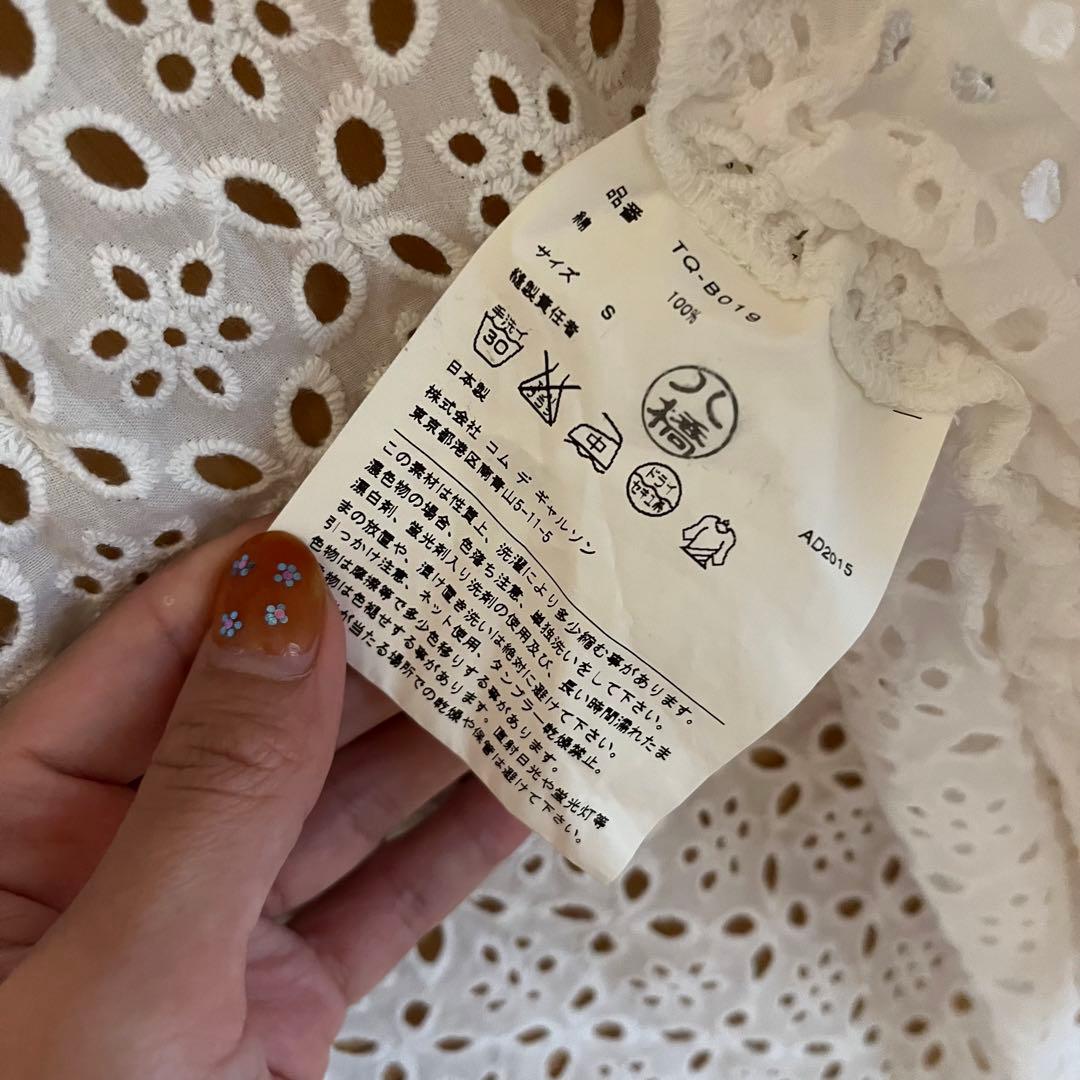 品番 TQ-B019
綿 100%
サイズ S
縫製責任者
八橋
手洗イ
30
エンソ
サラシ
中
ドライ
セキユ系
日本製
株式会社 コム デ ギャルソン
東京都港区南青山5-11-5
AD2015
この素材は性質上、洗濯により多少縮む事があります。
濃色物の場合、色落ち注意、単独洗いをして下さい。
漂白剤、蛍光剤入り洗剤の使用及び、長い時間濡れたま
まの放置や、漬け置き洗いは絶対に避けて下さい。
引っかけ注意、ネット使用 タンブラー乾燥禁止。
色物は摩擦等で多少色移りする事があります。
物は色褪せする事があります。直射日光や蛍光灯等
が当たる場所での乾燥や保管は避けて下さい。